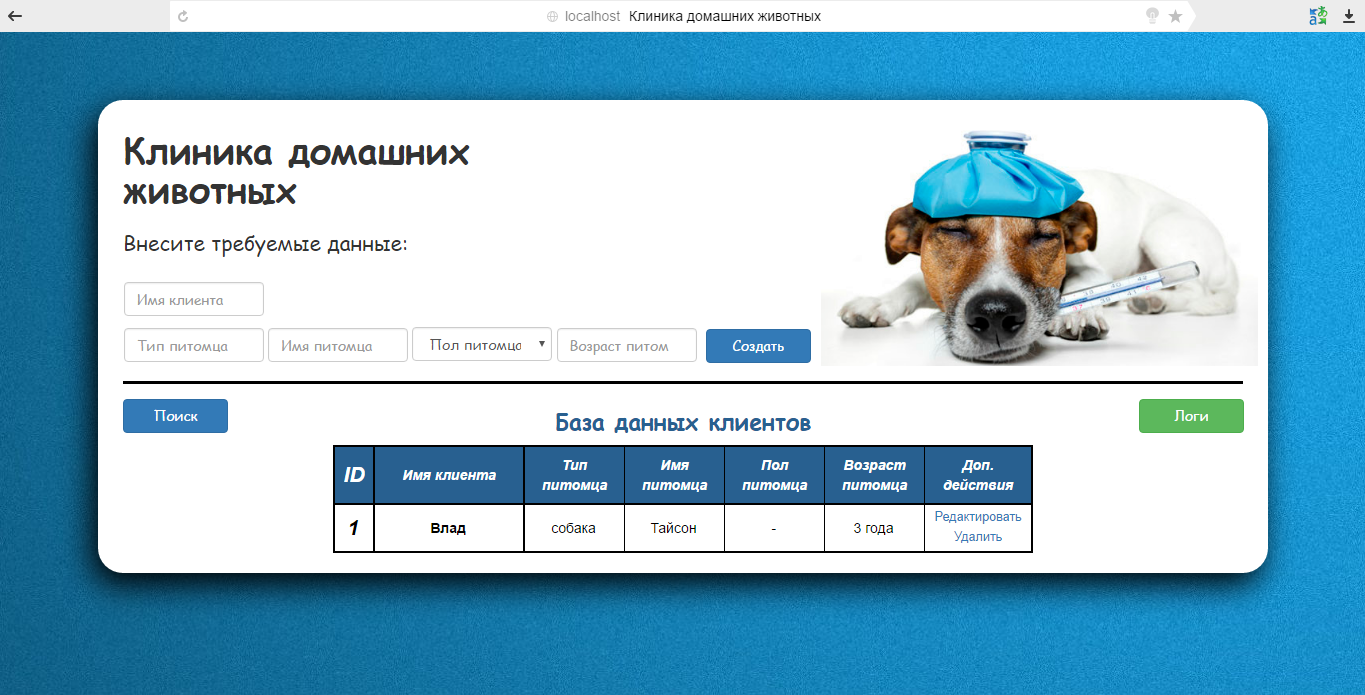 localhost Клиника домашних животных
Клиника домашних
животных
Внесите требуемые данные:
Имя клиента
Тип питомца Имя питомца Пол питомца Возраст питом Создать
Поиск База данных клиентов Логи
ID Имя клиента Тип питомца Имя питомца Пол питомца Возраст питомца Доп. действия
1 Влад собака Тайсон - 3 года Редактировать
Удалить